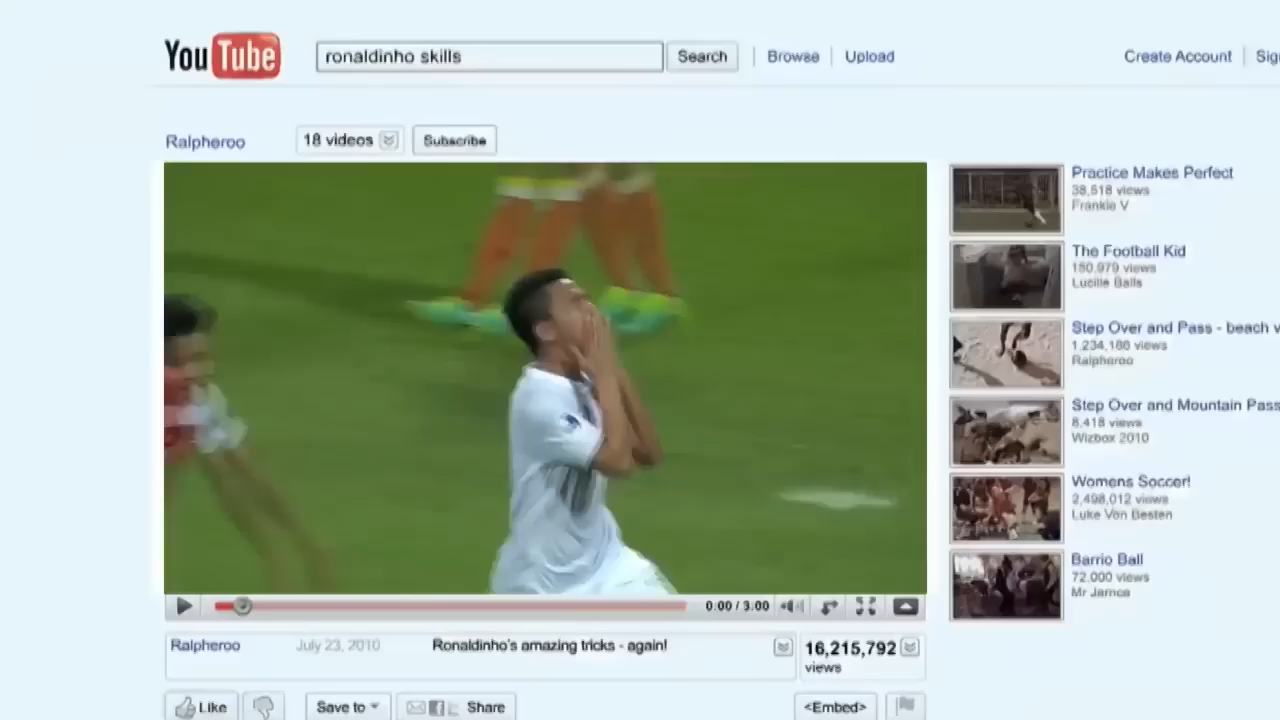 YouTube
ronaldinho skills
Search
Browse
Upload
Create Account
Ralpheroo
18 videos
Subscribe
Practice Makes Perfect
38,518 views
Frankie V
The Football Kid
150,979 views
Lucille Balls
Step Over and Pass - beach
1,234,186 views
Ralpheroo
Step Over and Mountain Pass
8,418 views
Wizbox 2010
Womens Soccer!
2,498,012 views
Luke Von Besten
Barrio Ball
72,000 views
Mr Jamca
0:00 / 3:00
Ralpheroo
July 23, 2010
Ronaldinho's amazing tricks - again!
16,215,792
views
Like
Save to
Share
<Embed>